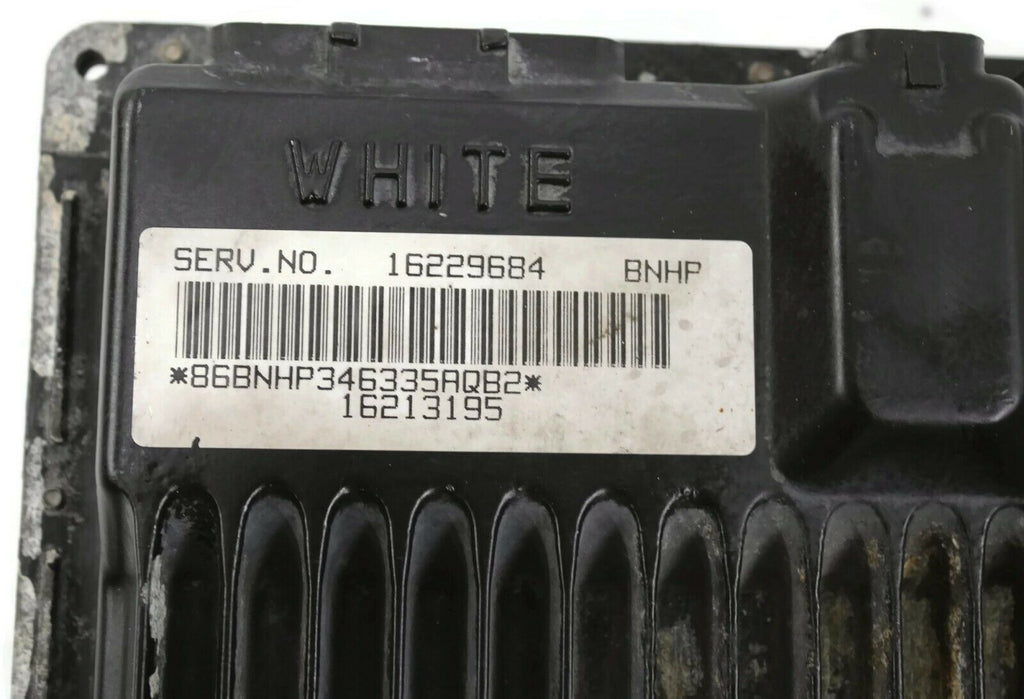 WHITE
SERV.NO. 16229684 BNHP
*86BNHP346335AQB2*
16213195